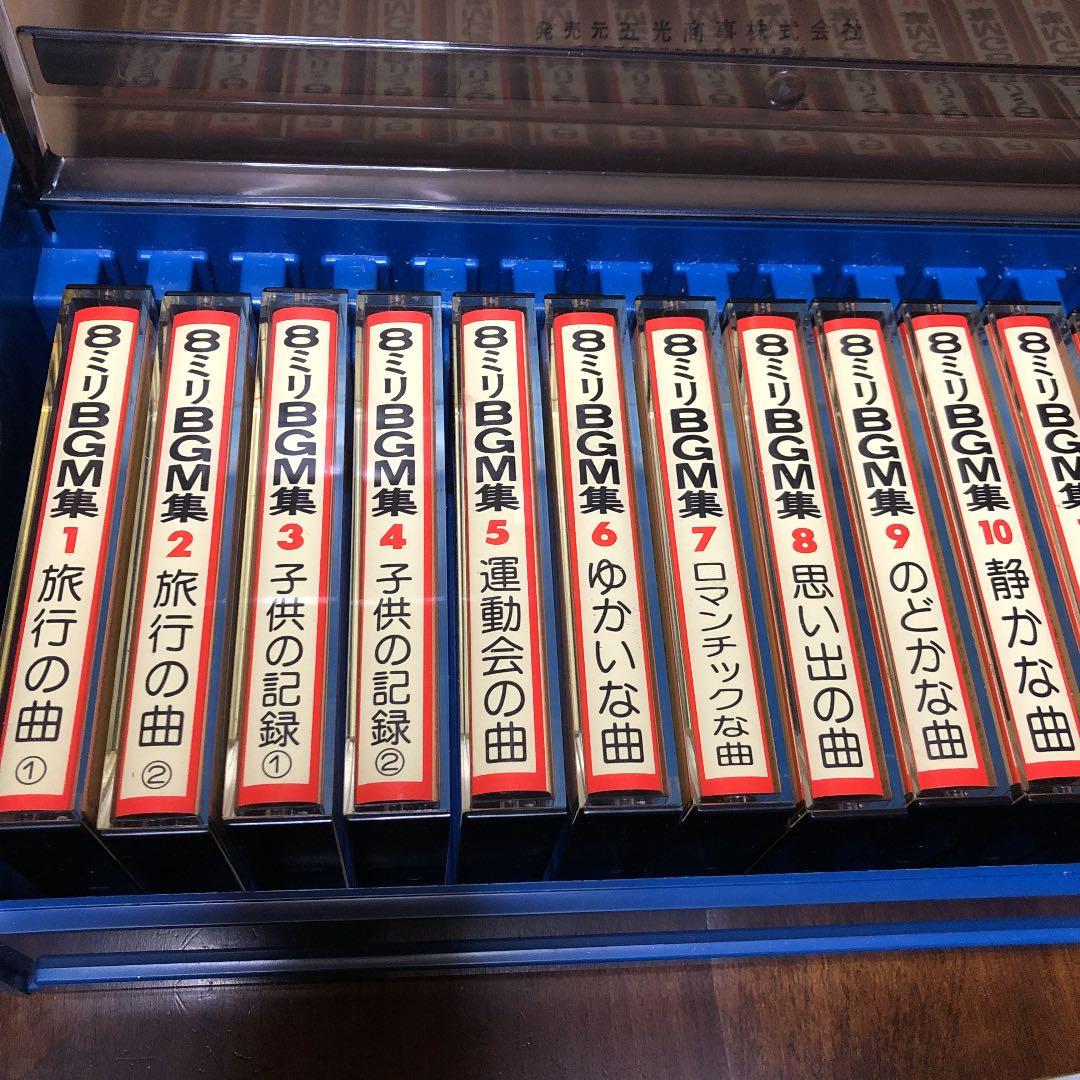 発売元五光商事株式会社
8ミリBGM集 1 旅行の曲 ①
8ミリBGM集 2 旅行の曲 ②
8ミリBGM集 3 子供の記録 ①
8ミリBGM集 4 子供の記録 ②
8ミリBGM集 5 運動会の曲
8ミリBGM集 6 ゆかいな曲
8ミリBGM集 7 ロマンチックな曲
8ミリBGM集 8 思い出の曲
8ミリBGM集 9 のどかな曲
8ミリBGM集 10 静かな曲
8ミリBGM集